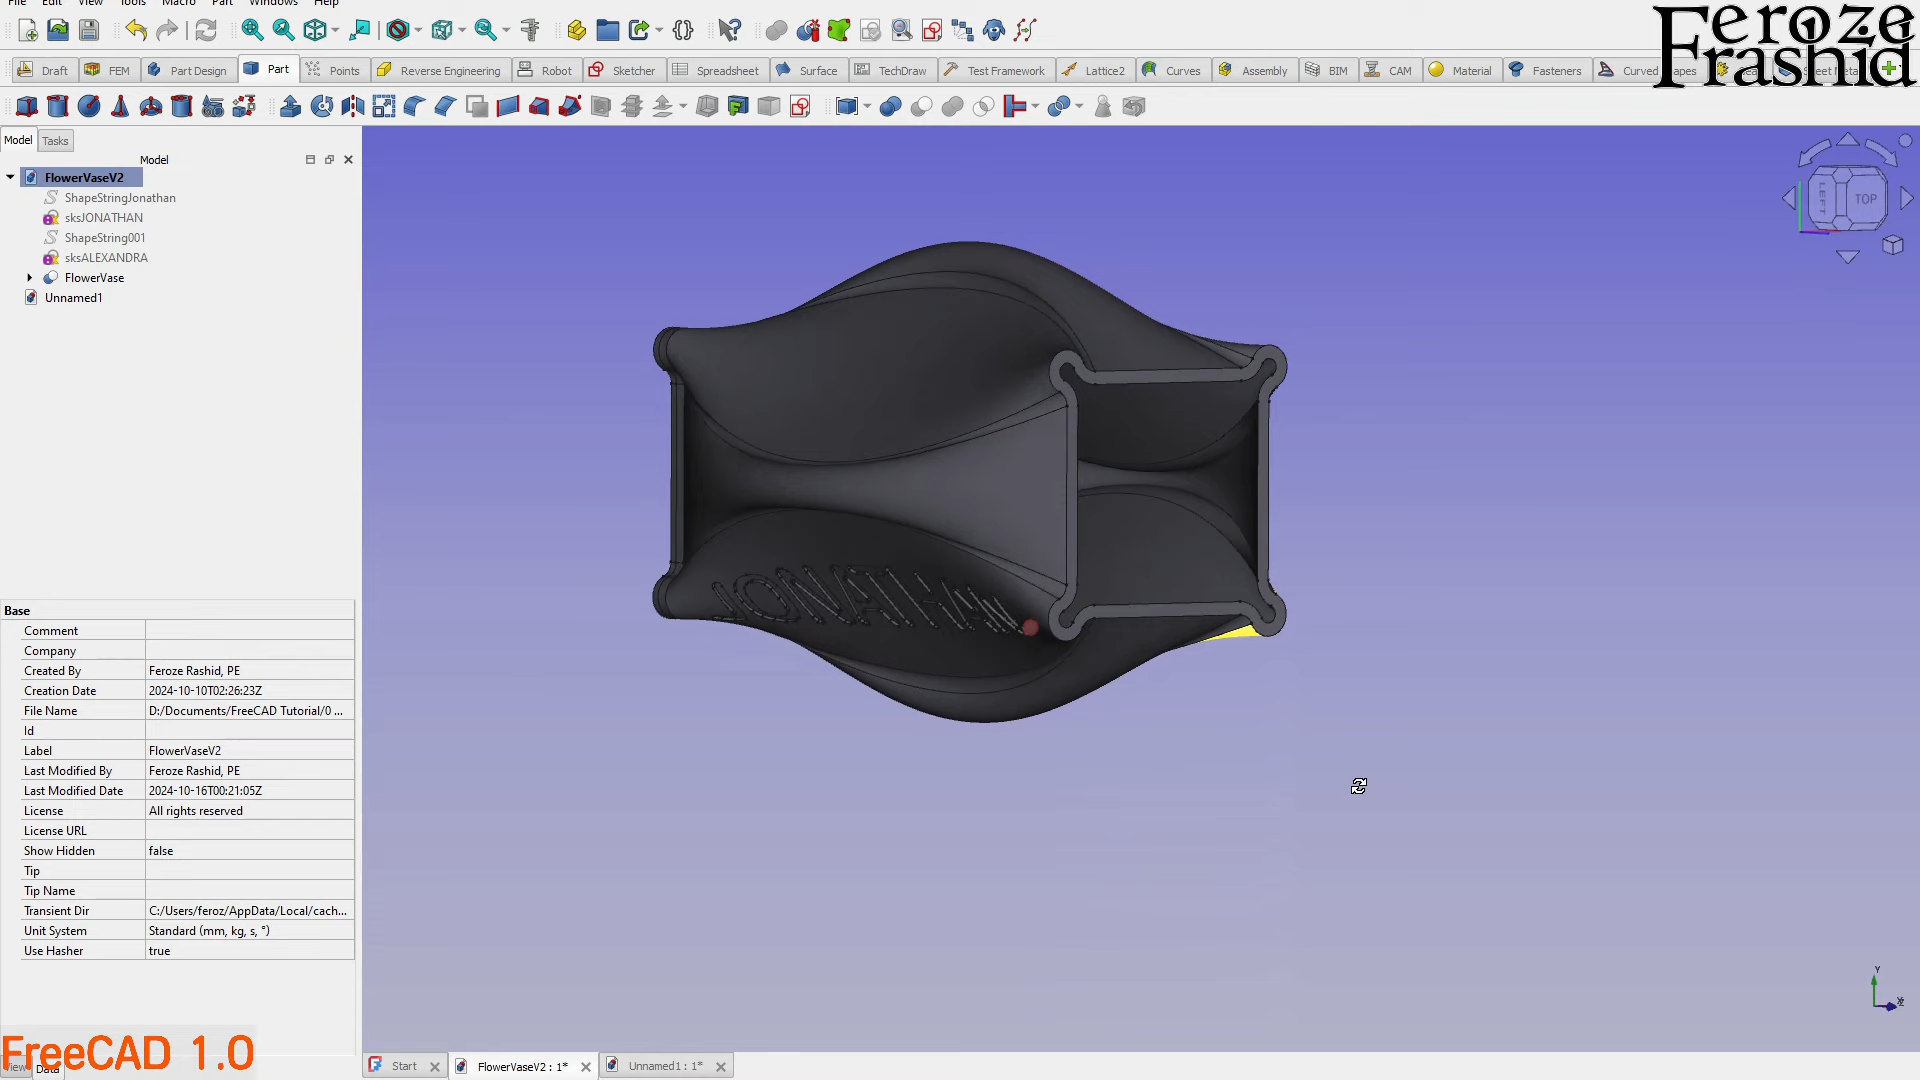 File Edit View Tools Macro Part Windows Help
Feroze
Frashid
Draft FEM Part Design Part Points Reverse Engineering Robot Sketcher Spreadsheet Surface TechDraw Test Framework Lattice2 Curves Assembly BIM CAM Material Fasteners Curved Shapes
Model Tasks
Model
FlowerVaseV2
ShapeStringJonathan
sksJONATHAN
ShapeString001
sksALEXANDRA
FlowerVase
Unnamed1
LEFT TOP
JONATHAN
Base
Comment
Company
Created By Feroze Rashid, PE
Creation Date 2024-10-10T02:26:23Z
File Name D:/Documents/FreeCAD Tutorial/0 ...
Id
Label FlowerVaseV2
Last Modified By Feroze Rashid, PE
Last Modified Date 2024-10-16T00:21:05Z
License All rights reserved
License URL
Show Hidden false
Tip
Tip Name
Transient Dir C:/Users/feroz/AppData/Local/cach...
Unit System Standard (mm, kg, s, °)
Use Hasher true
Y
FreeCAD 1.0
View Data
Start FlowerVaseV2 : 1* Unnamed1 : 1*